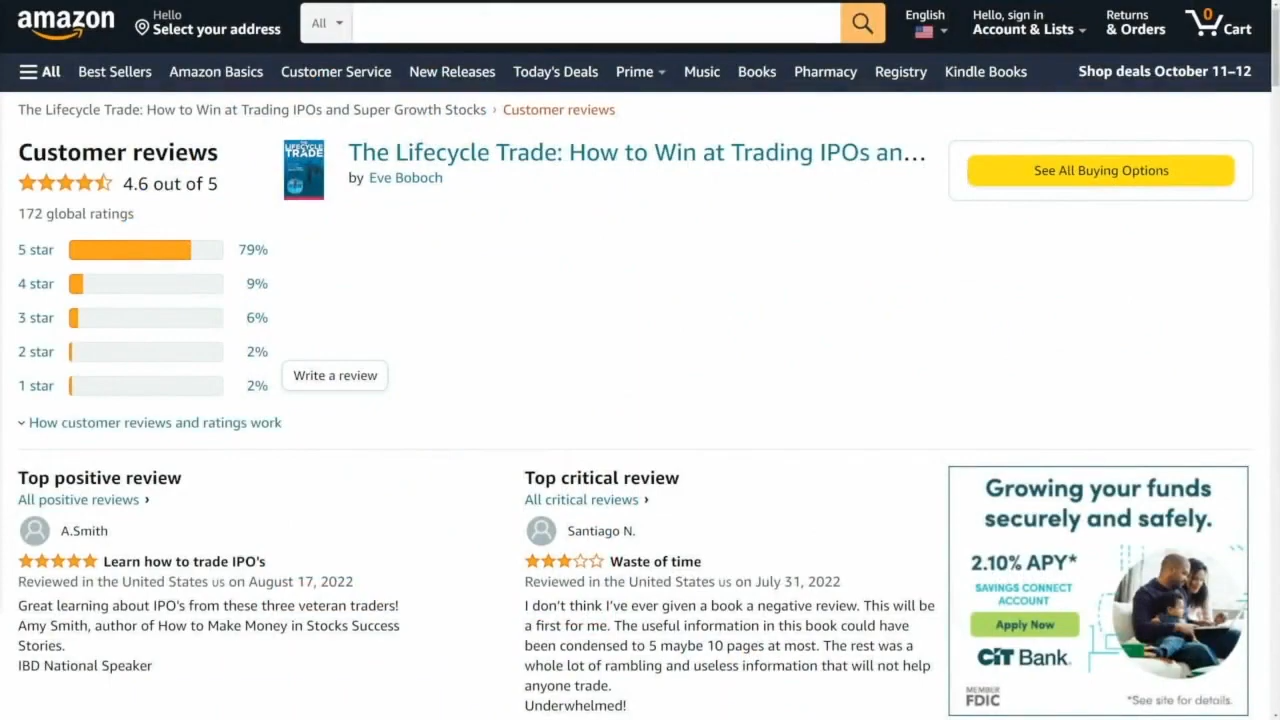 amazon
Hello
Select your address
All
English
Hello, sign in
Account & Lists
Returns
& Orders
0
Cart
All
Best Sellers
Amazon Basics
Customer Service
New Releases
Today's Deals
Prime
Music
Books
Pharmacy
Registry
Kindle Books
Shop deals October 11–12
The Lifecycle Trade: How to Win at Trading IPOs and Super Growth Stocks › Customer reviews
Customer reviews
4.6 out of 5
172 global ratings
5 star 79%
4 star 9%
3 star 6%
2 star 2%
1 star 2%
How customer reviews and ratings work
LIFECYCLE
TRADE
The Lifecycle Trade: How to Win at Trading IPOs an...
by Eve Boboch
Write a review
See All Buying Options
Top positive review
All positive reviews ›
A.Smith
Learn how to trade IPO's
Reviewed in the United States us on August 17, 2022
Great learning about IPO's from these three veteran traders!
Amy Smith, author of How to Make Money in Stocks Success
Stories.
IBD National Speaker
Top critical review
All critical reviews ›
Santiago N.
Waste of time
Reviewed in the United States us on July 31, 2022
I don't think I've ever given a book a negative review. This will be
a first for me. The useful information in this book could have
been condensed to 5 maybe 10 pages at most. The rest was a
whole lot of rambling and useless information that will not help
anyone trade.
Underwhelmed!
Growing your funds
securely and safely.
2.10% APY*
SAVINGS CONNECT
ACCOUNT
Apply Now
CiT Bank.
MEMBER
FDIC
*See site for details.